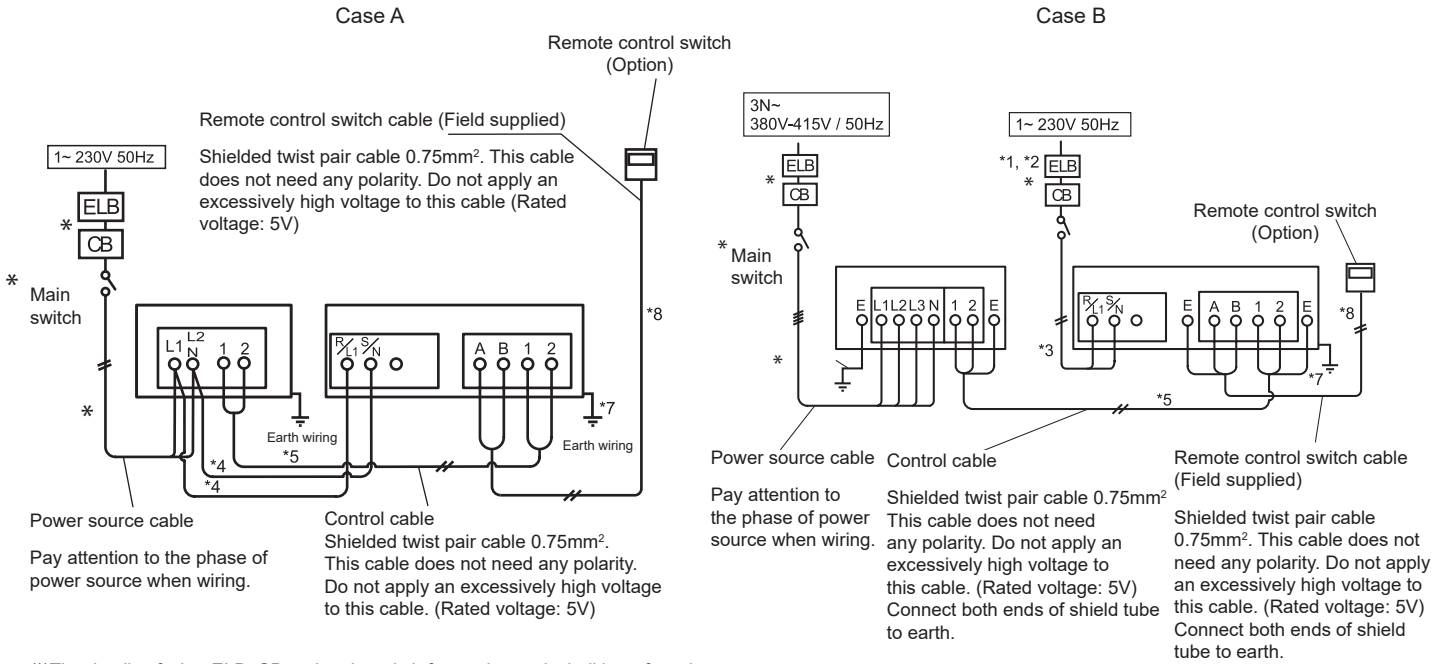 Case A
Remote control switch
(Option)
Remote control switch cable (Field supplied)
Shielded twist pair cable 0.75mm². This cable
does not need any polarity. Do not apply an
excessively high voltage to this cable (Rated
voltage: 5V)
1~ 230V 50Hz
ELB
*
CB
*
Main
switch
*8
L1 L2
N 1 2
R/L1 S/N
A B 1 2
*
*7
Earth wiring
Earth wiring
*5
*4
*4
Power source cable
Pay attention to the phase of
power source when wiring.
Control cable
Shielded twist pair cable 0.75mm².
This cable does not need any polarity.
Do not apply an excessively high voltage
to this cable. (Rated voltage: 5V)
Case B
3N~
380V-415V / 50Hz
1~ 230V 50Hz
ELB
*
CB
*1, *2 ELB
*
CB
Remote control switch
(Option)
*
Main
switch
E L1 L2 L3 N 1 2 E
R/L1 S/N
E A B 1 2 E
*8
*
*3
*7
*5
Power source cable
Pay attention to
the phase of power
source when wiring.
Control cable
Shielded twist pair cable 0.75mm²
This cable does not need
any polarity. Do not apply an
excessively high voltage to
this cable. (Rated voltage: 5V)
Connect both ends of shield tube
to earth.
Remote control switch cable
(Field supplied)
Shielded twist pair cable
0.75mm². This cable does not
need any polarity. Do not apply
an excessively high voltage to
this cable. (Rated voltage: 5V)
Connect both ends of shield
tube to earth.